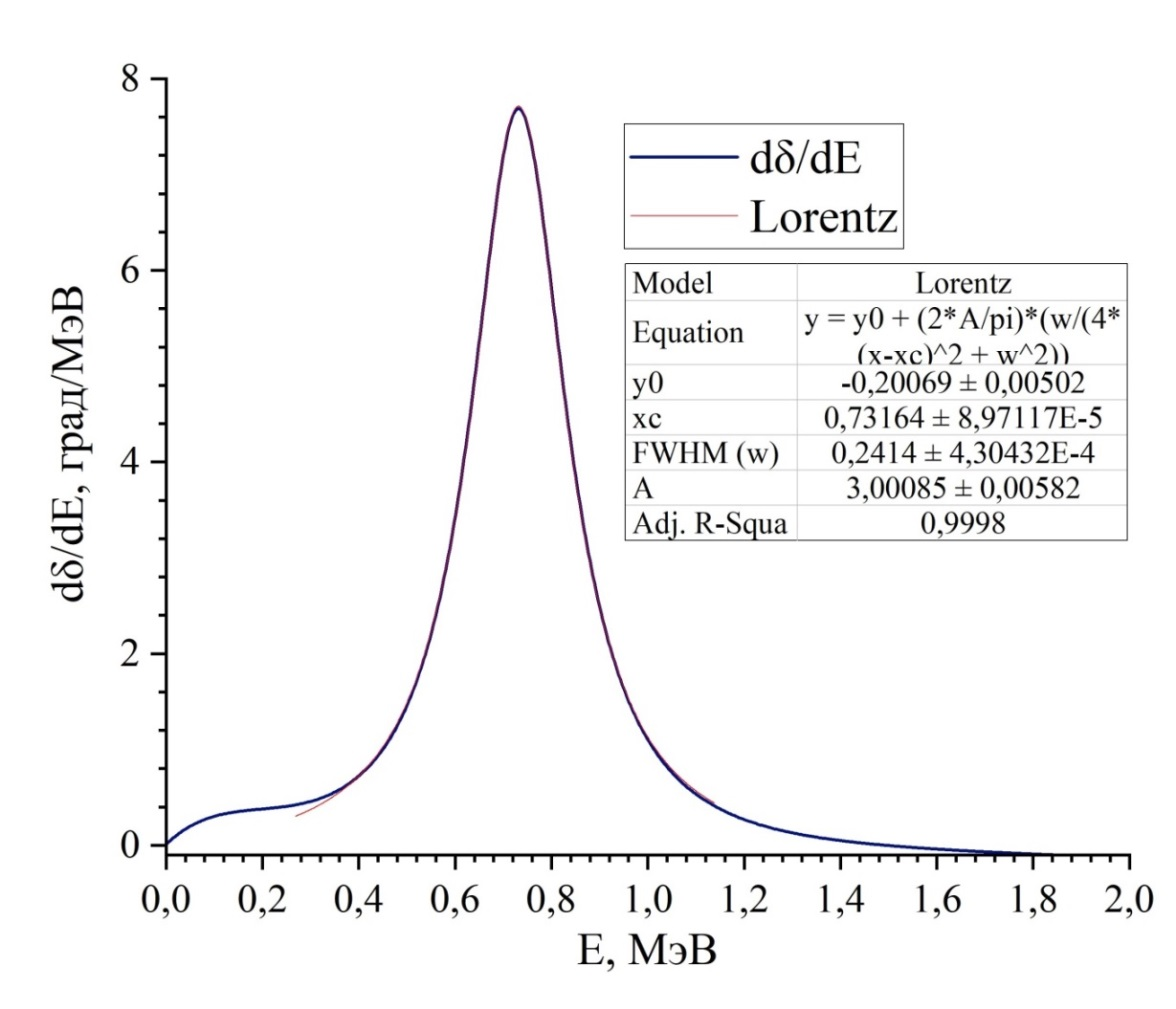 8
6
4
2
0
dδ/dE, град/МэВ
dδ/dE
Lorentz
Model Lorentz
Equation y = y0 + (2*A/pi)*(w/(4*
(x-xc)^2 + w^2))
y0 -0,20069 ± 0,00502
xc 0,73164 ± 8,97117E-5
FWHM (w) 0,2414 ± 4,30432E-4
A 3,00085 ± 0,00582
Adj. R-Squa 0,9998
0,0 0,2 0,4 0,6 0,8 1,0 1,2 1,4 1,6 1,8 2,0
E, МэВ